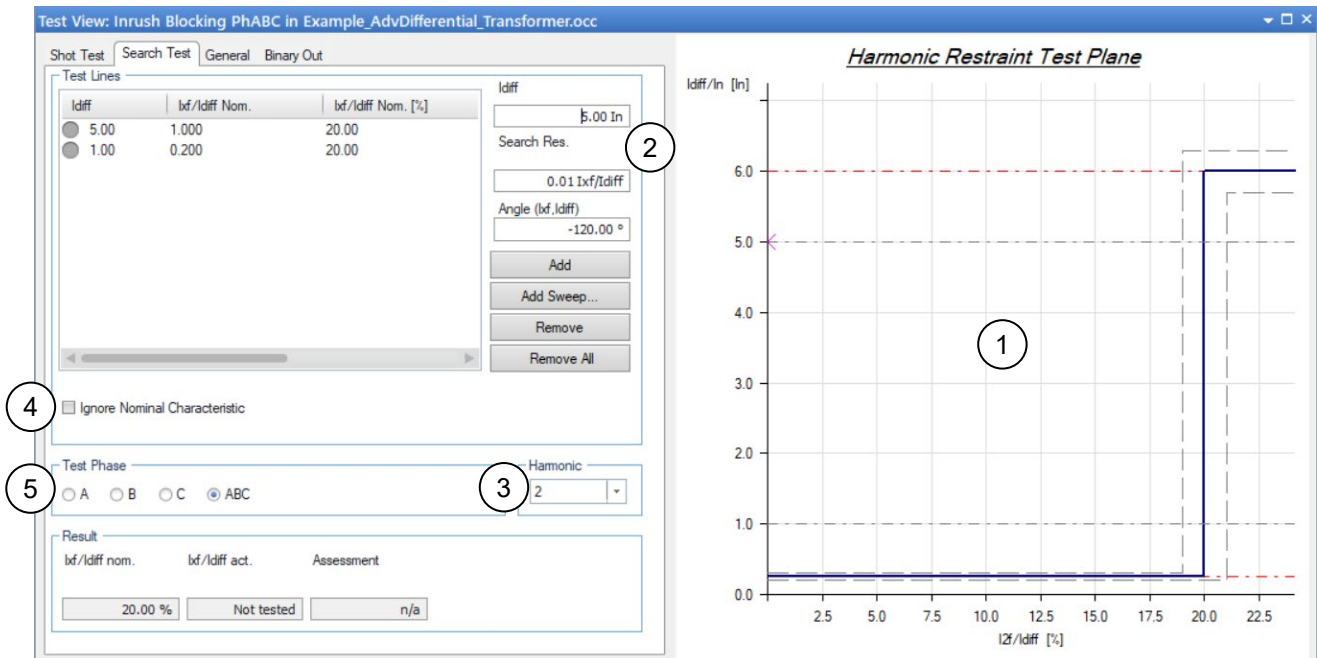 Test View: Inrush Blocking PhABC in Example_AdvDifferential_Transformer.occ
Shot Test Search Test General Binary Out
Test Lines
Idiff Ixf/Idiff Nom. Ixf/Idiff Nom. [%]
5.00 1.000 20.00
1.00 0.200 20.00
Idiff
5.00 In
Search Res.
2
0.01 Ixf/Idiff
Angle (Ixf,Idiff)
-120.00 °
Add
Add Sweep...
Remove
Remove All
4
Ignore Nominal Characteristic
Test Phase
5
A B C ABC
Harmonic
3
2
Result
Ixf/Idiff nom. Ixf/Idiff act. Assessment
20.00 % Not tested n/a
Harmonic Restraint Test Plane
Idiff/In [In]
6.0
5.0
4.0
1
3.0
2.0
1.0
0.0
2.5 5.0 7.5 10.0 12.5 15.0 17.5 20.0 22.5
I2f/Idiff [%]